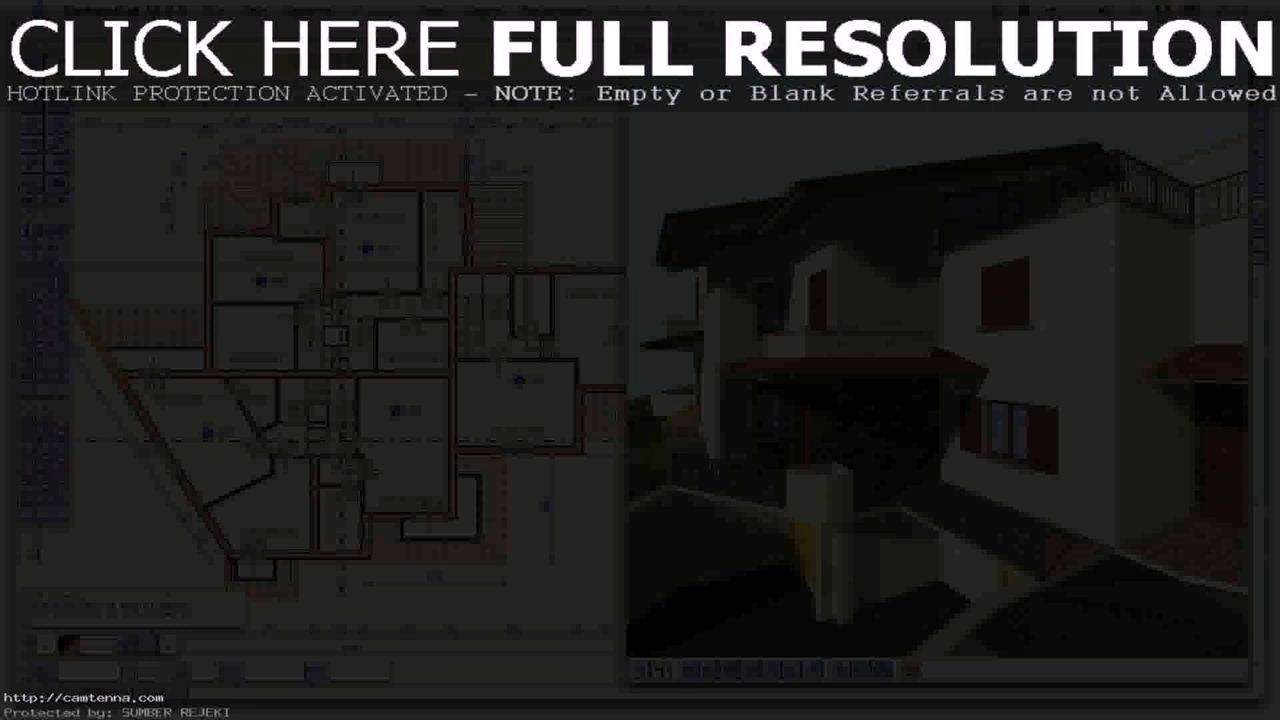 CLICK HERE FULL RESOLUTION
HOTLINK PROTECTION ACTIVATED - NOTE: Empty or Blank Referrals are not Allowed
http://camtenna.com
Protected by: SUMBER REJEKI